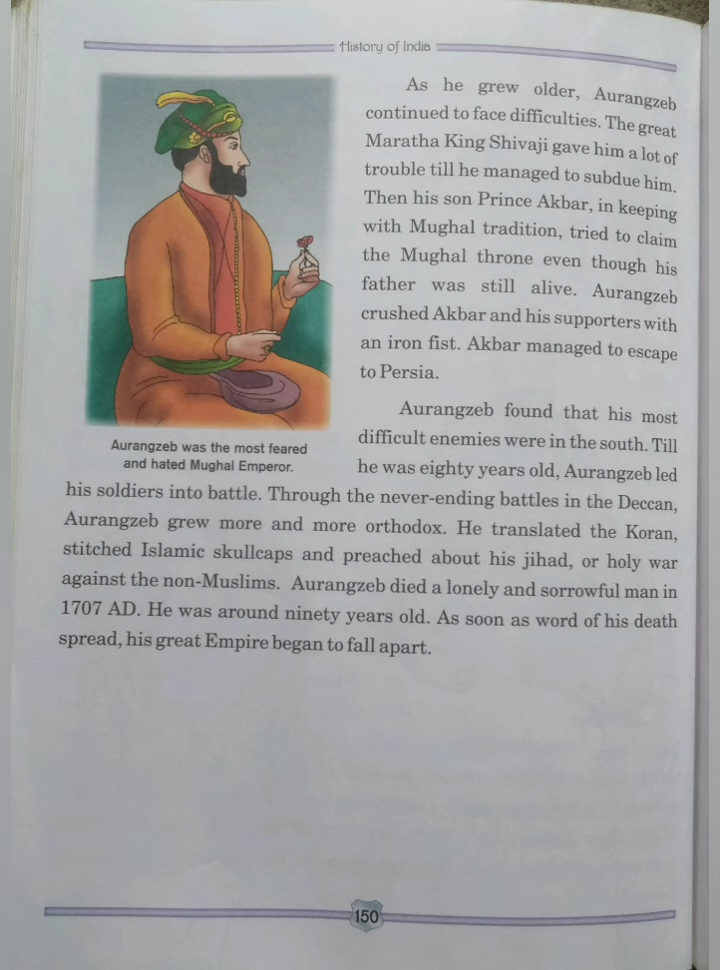 History of India
As he grew older, Aurangzeb
continued to face difficulties. The great
Maratha King Shivaji gave him a lot of
trouble till he managed to subdue him.
Then his son Prince Akbar, in keeping
with Mughal tradition, tried to claim
the Mughal throne even though his
father was still alive. Aurangzeb
crushed Akbar and his supporters with
an iron fist. Akbar managed to escape
to Persia.
Aurangzeb was the most feared
and hated Mughal Emperor.
Aurangzeb found that his most
difficult enemies were in the south. Till
he was eighty years old, Aurangzeb led
his soldiers into battle. Through the never-ending battles in the Deccan,
Aurangzeb grew more and more orthodox. He translated the Koran,
stitched Islamic skullcaps and preached about his jihad, or holy war
against the non-Muslims. Aurangzeb died a lonely and sorrowful man in
1707 AD. He was around ninety years old. As soon as word of his death
spread, his great Empire began to fall apart.
150